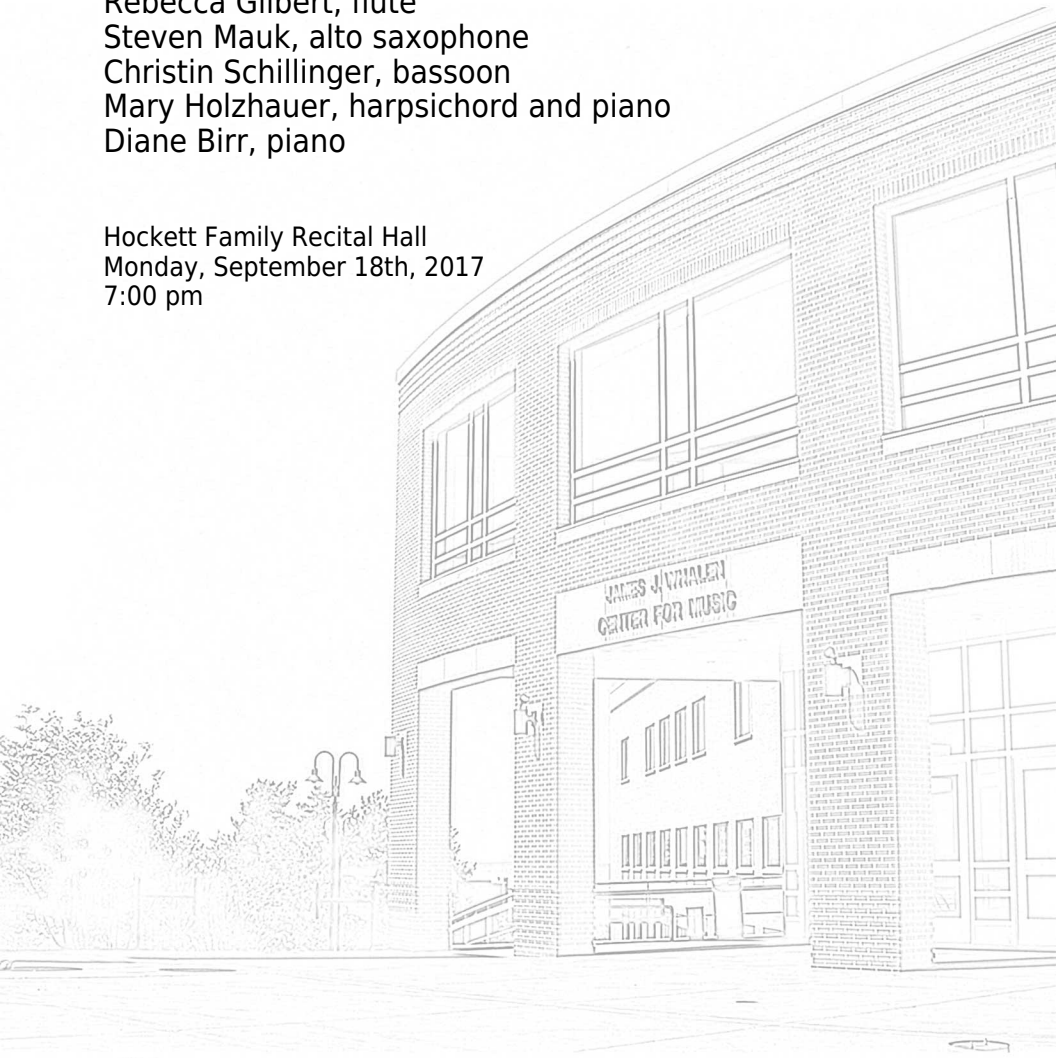 Rebecca Gilbert, flute
Steven Mauk, alto saxophone
Christin Schillinger, bassoon
Mary Holzhauer, harpsichord and piano
Diane Birr, piano
Hockett Family Recital Hall
Monday, September 18th, 2017
7:00 pm
JAMES J. WHALEN
CENTER FOR MUSIC